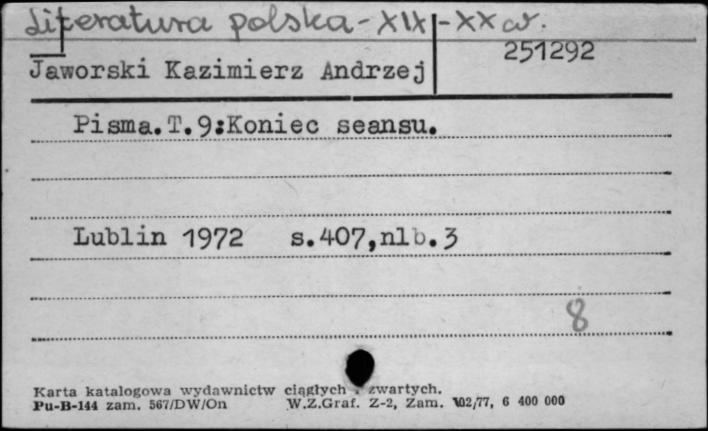 Literatura polska - XIX - XX w.
251292
Jaworski Kazimierz Andrzej
Pisma.T.9:Koniec seansu.
Lublin 1972 s.407,nlb.3
8
Karta katalogowa wydawnictw ciągłych i zwartych.
Pu-B-144 zam. 567/DW/On W.Z.Graf. Z-2, Zam. 102/77, 6 400 000